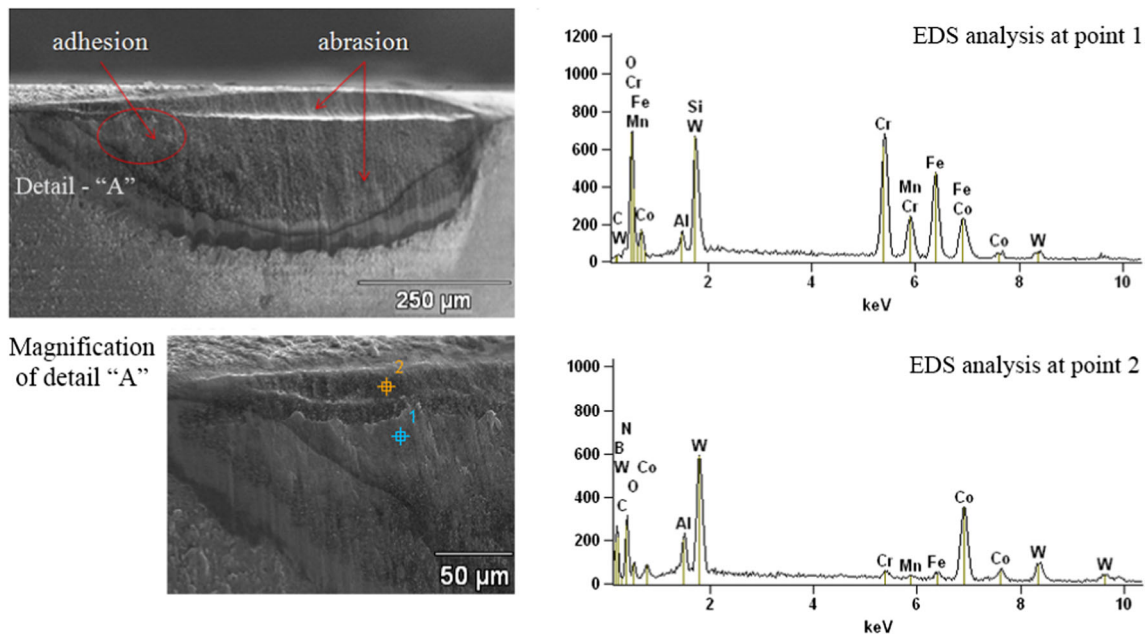 adhesion
abrasion
Detail - “A”
250 µm
Magnification
of detail “A”
2
1
50 µm
EDS analysis at point 1
1200
1000
800
600
400
200
0
O
Cr
Fe
Mn
C
W
Co
Al
Si
W
Cr
Mn
Cr
Fe
Fe
Co
Co
W
2
4
6
8
10
keV
EDS analysis at point 2
1000
800
600
400
200
0
N
B
W Co
O
C
Al
W
Cr
Mn
Fe
Co
Co
W
W
2
4
6
8
10
keV